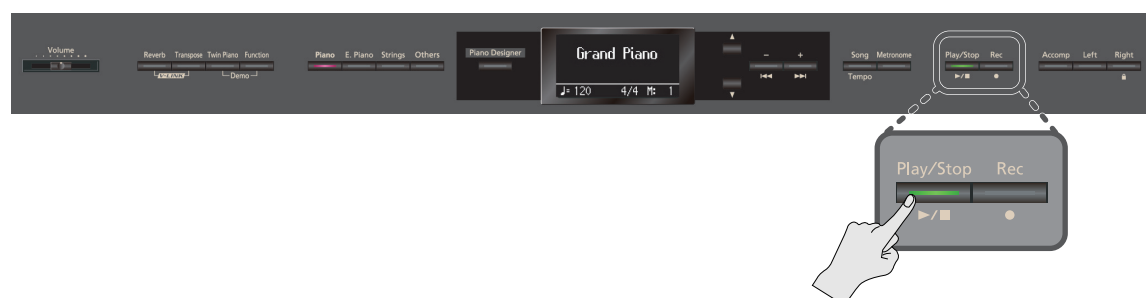 Volume
Reverb Transpose Twin Piano Function
V-LINK
Demo
Piano E. Piano Strings Others
Piano Designer
Grand Piano
♩= 120 4/4 M: 1
▲
▼
− +
⏮ ⏭
Song Metronome
Tempo
Play/Stop Rec
►/■ ●
Accomp Left Right
Play/Stop Rec
►/■ ●